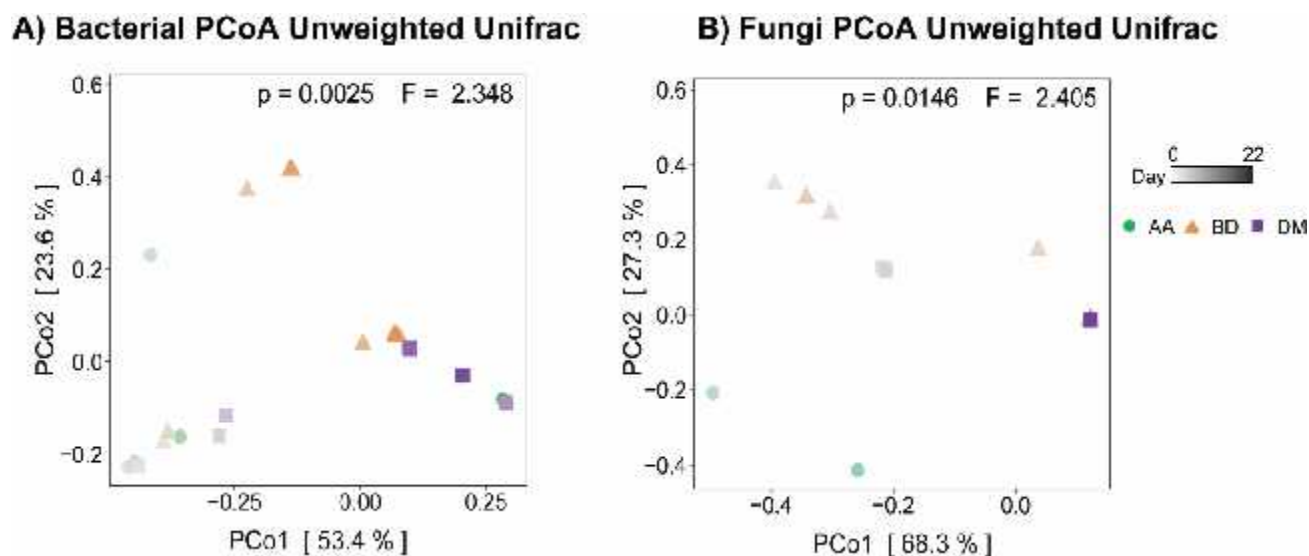 A) Bacterial PCoA Unweighted Unifrac
p = 0.0025 F = 2.348
0.6
0.4
0.2
0.0
−0.2
PCo2 [ 23.6 % ]
−0.25 0.00 0.25
PCo1 [ 53.4 % ]
B) Fungi PCoA Unweighted Unifrac
p = 0.0146 F = 2.405
0.6
0.4
0.2
0.0
−0.2
−0.4
PCo2 [ 27.3 % ]
−0.4 −0.2 0.0
PCo1 [ 68.3 % ]
0 22
Day
AA BD DM